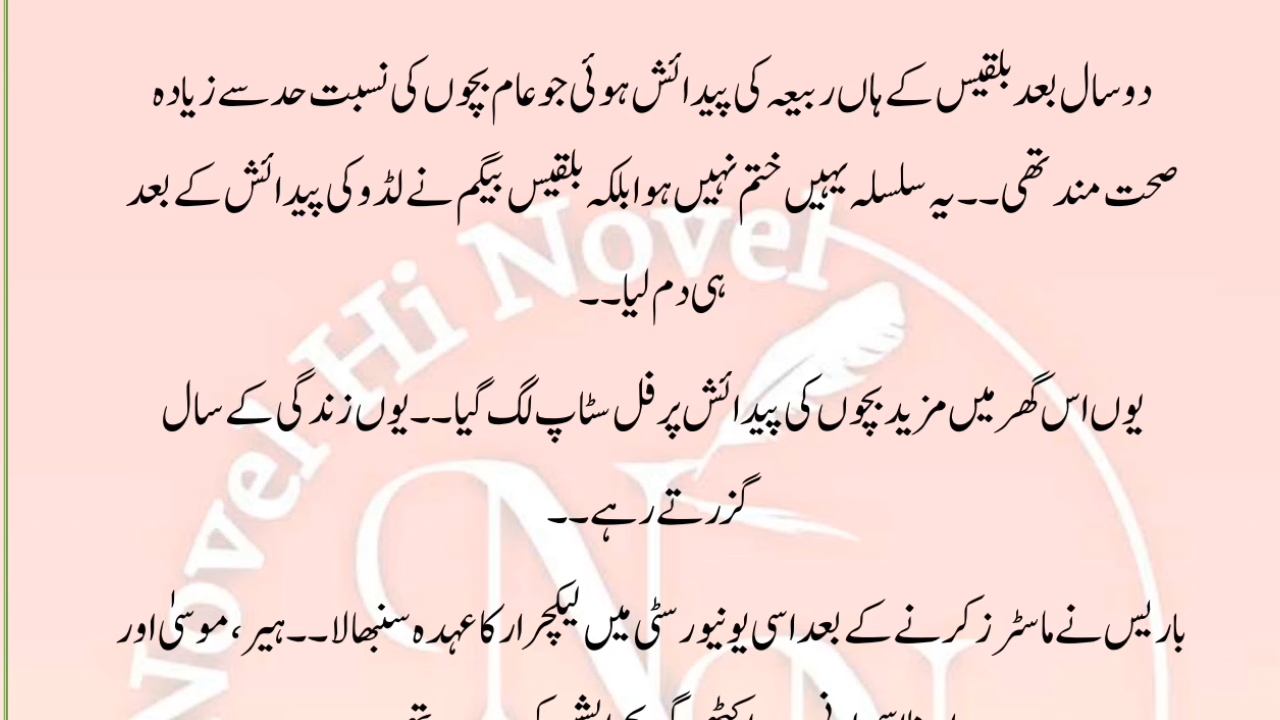 دو سال بعد بلقیس کے ہاں ربیعہ کی پیدائش ہوئی جو عام بچوں کی نسبت حد سے زیادہ
صحت مند تھی۔۔یہ سلسلہ یہیں ختم نہیں ہوا بلکہ بلقیس بیگم نے لڈو کی پیدائش کے بعد
ہی دم لیا۔۔
یوں اس گھر میں مزید بچوں کی پیدائش پر فل سٹاپ لگ گیا۔۔یوں زندگی کے سال
گزرتے رہے۔۔
باریس نے ماسٹرز کرنے کے بعد اسی یونیورسٹی میں لیکچرار کا عہدہ سنبھالا۔۔ہیر، موسیٰ اور
Novel Hi Novel
NN